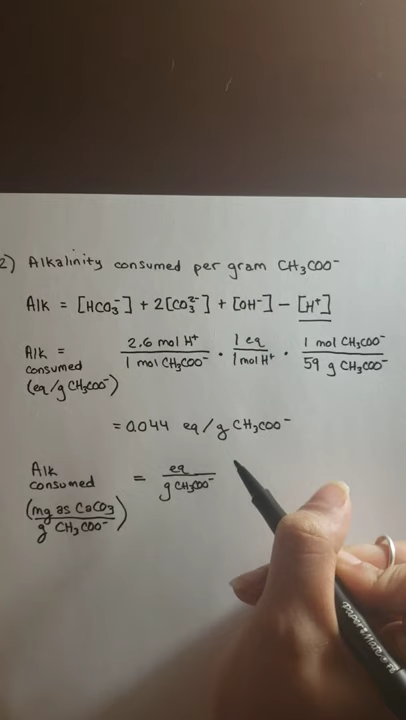 2) Alkalinity consumed per gram CH₃COO⁻
Alk = [HCO₃⁻] + 2[CO₃²⁻] + [OH⁻] − [H⁺]
Alk = consumed (eq/g CH₃COO⁻) 2.6 mol H⁺ / 1 mol CH₃COO⁻ · 1 eq / 1 mol H⁺ · 1 mol CH₃COO⁻ / 59 g CH₃COO⁻
= 0.044 eq/g CH₃COO⁻
Alk consumed (mg as CaCO₃ / g CH₃COO⁻) = eq / g CH₃COO⁻
PAPER MATE